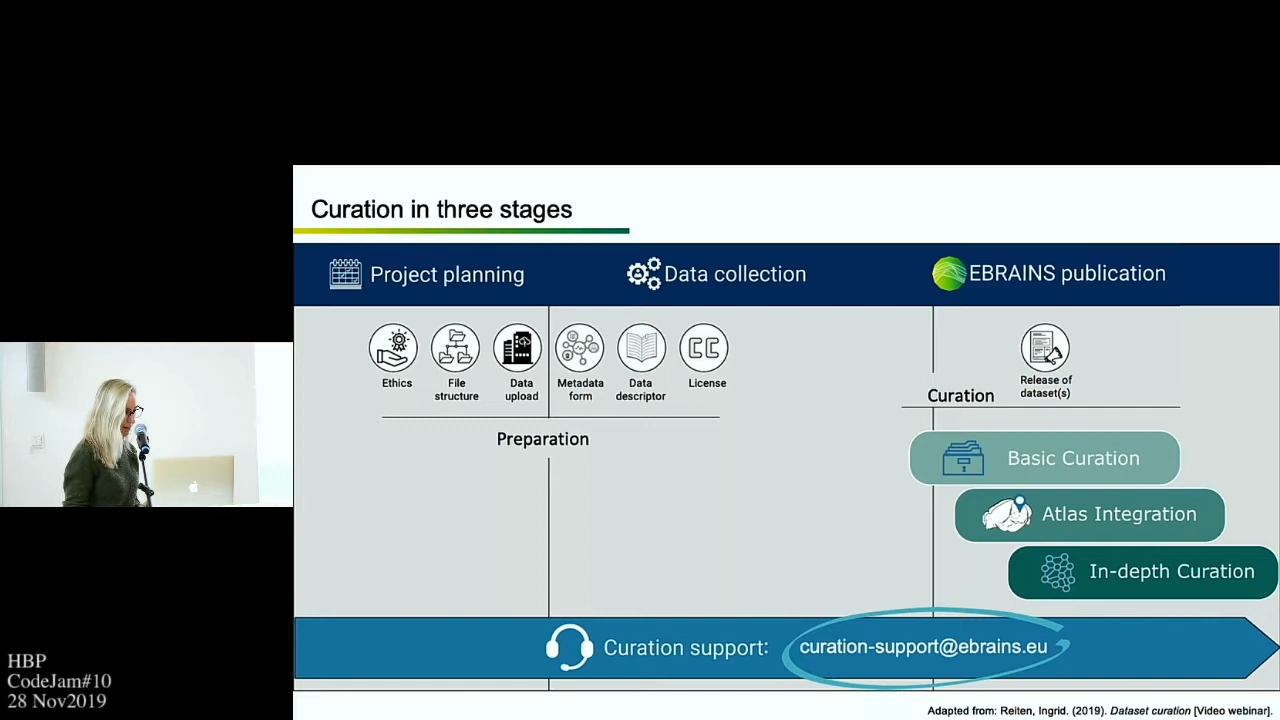 Curation in three stages
Project planning
Data collection
EBRAINS publication
Ethics
File
structure
Data
upload
Metadata
form
Data
descriptor
CC
License
Release of
dataset(s)
Preparation
Curation
Basic Curation
Atlas Integration
In-depth Curation
Curation support: curation-support@ebrains.eu
HBP
CodeJam#10
28 Nov2019
Adapted from: Reiten, Ingrid. (2019). Dataset curation [Video webinar].